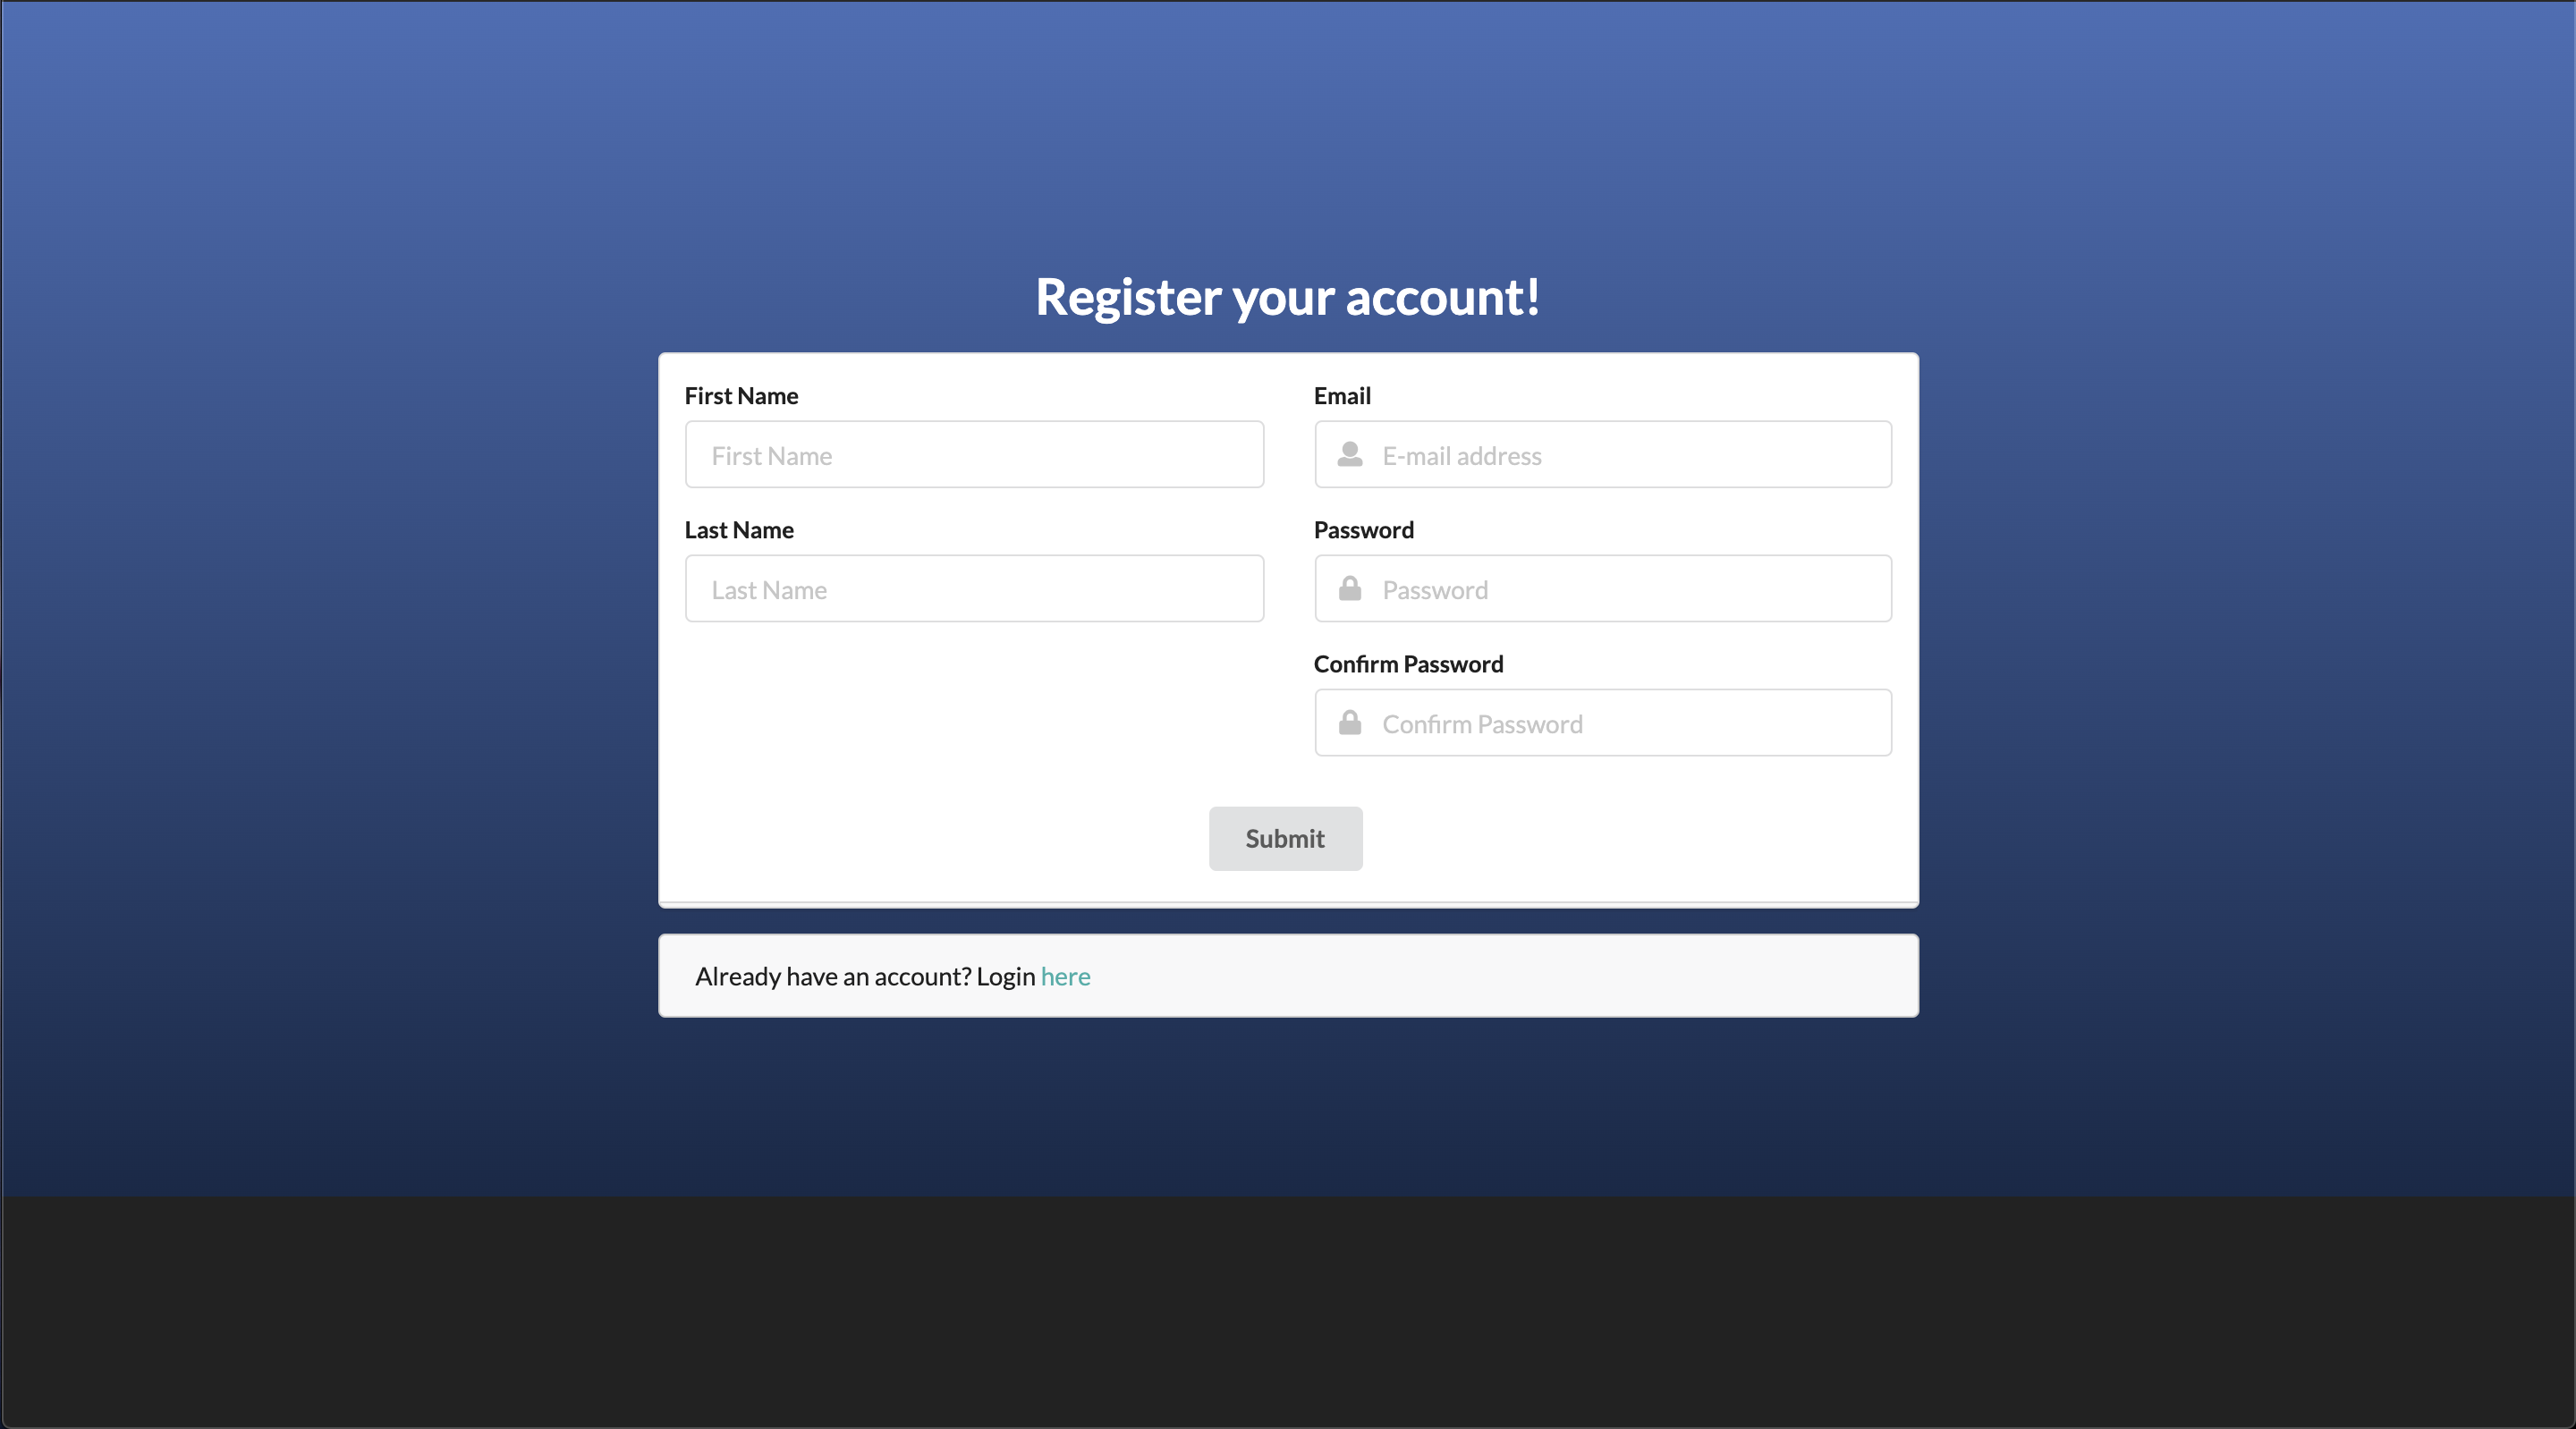 Register your account!
First Name
First Name
Last Name
Last Name
Email
E-mail address
Password
Password
Confirm Password
Confirm Password
Submit
Already have an account? Login here